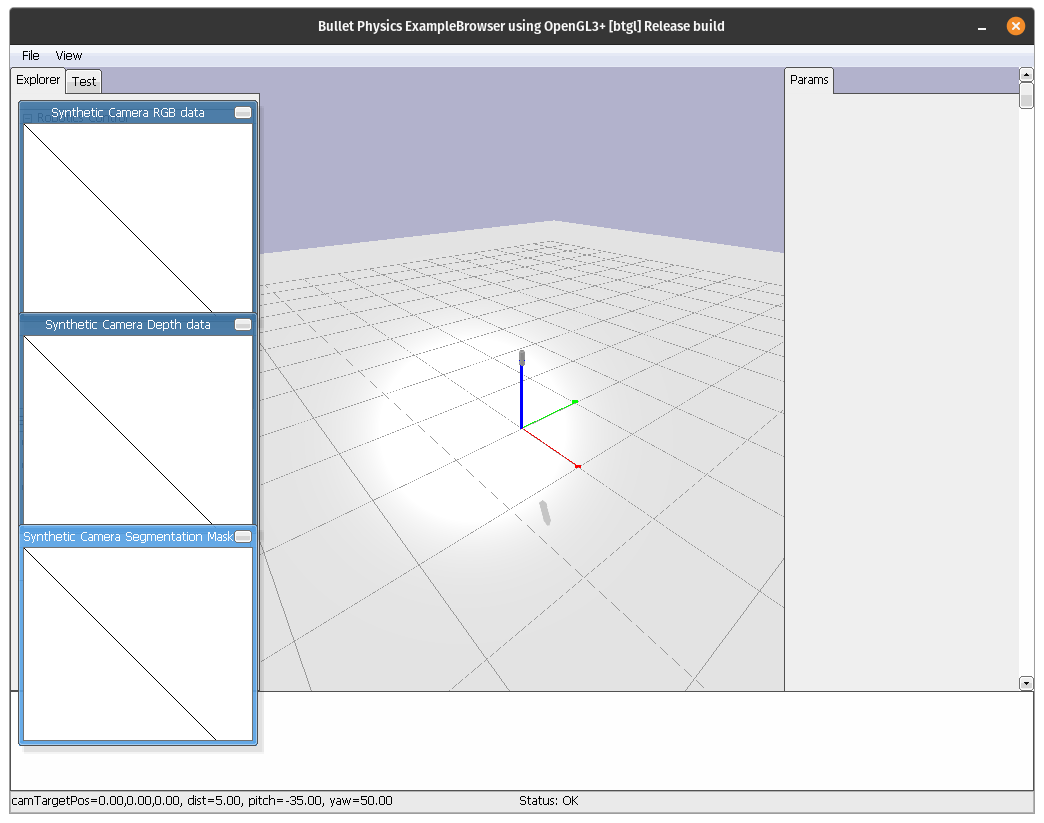 Bullet Physics ExampleBrowser using OpenGL3+ [btgl] Release build
File View
Explorer Test
Params
Synthetic Camera RGB data
Synthetic Camera Depth data
Synthetic Camera Segmentation Mask
camTargetPos=0.00,0.00,0.00, dist=5.00, pitch=-35.00, yaw=50.00
Status: OK